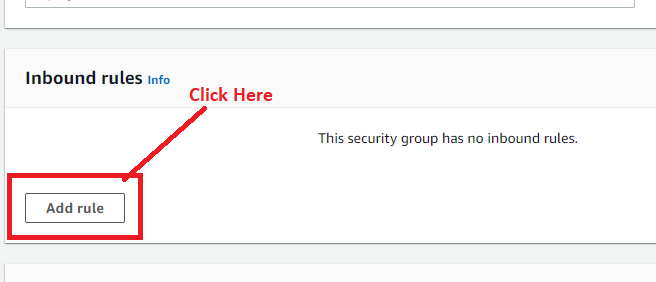 Inbound rules Info
Click Here
This security group has no inbound rules.
Add rule